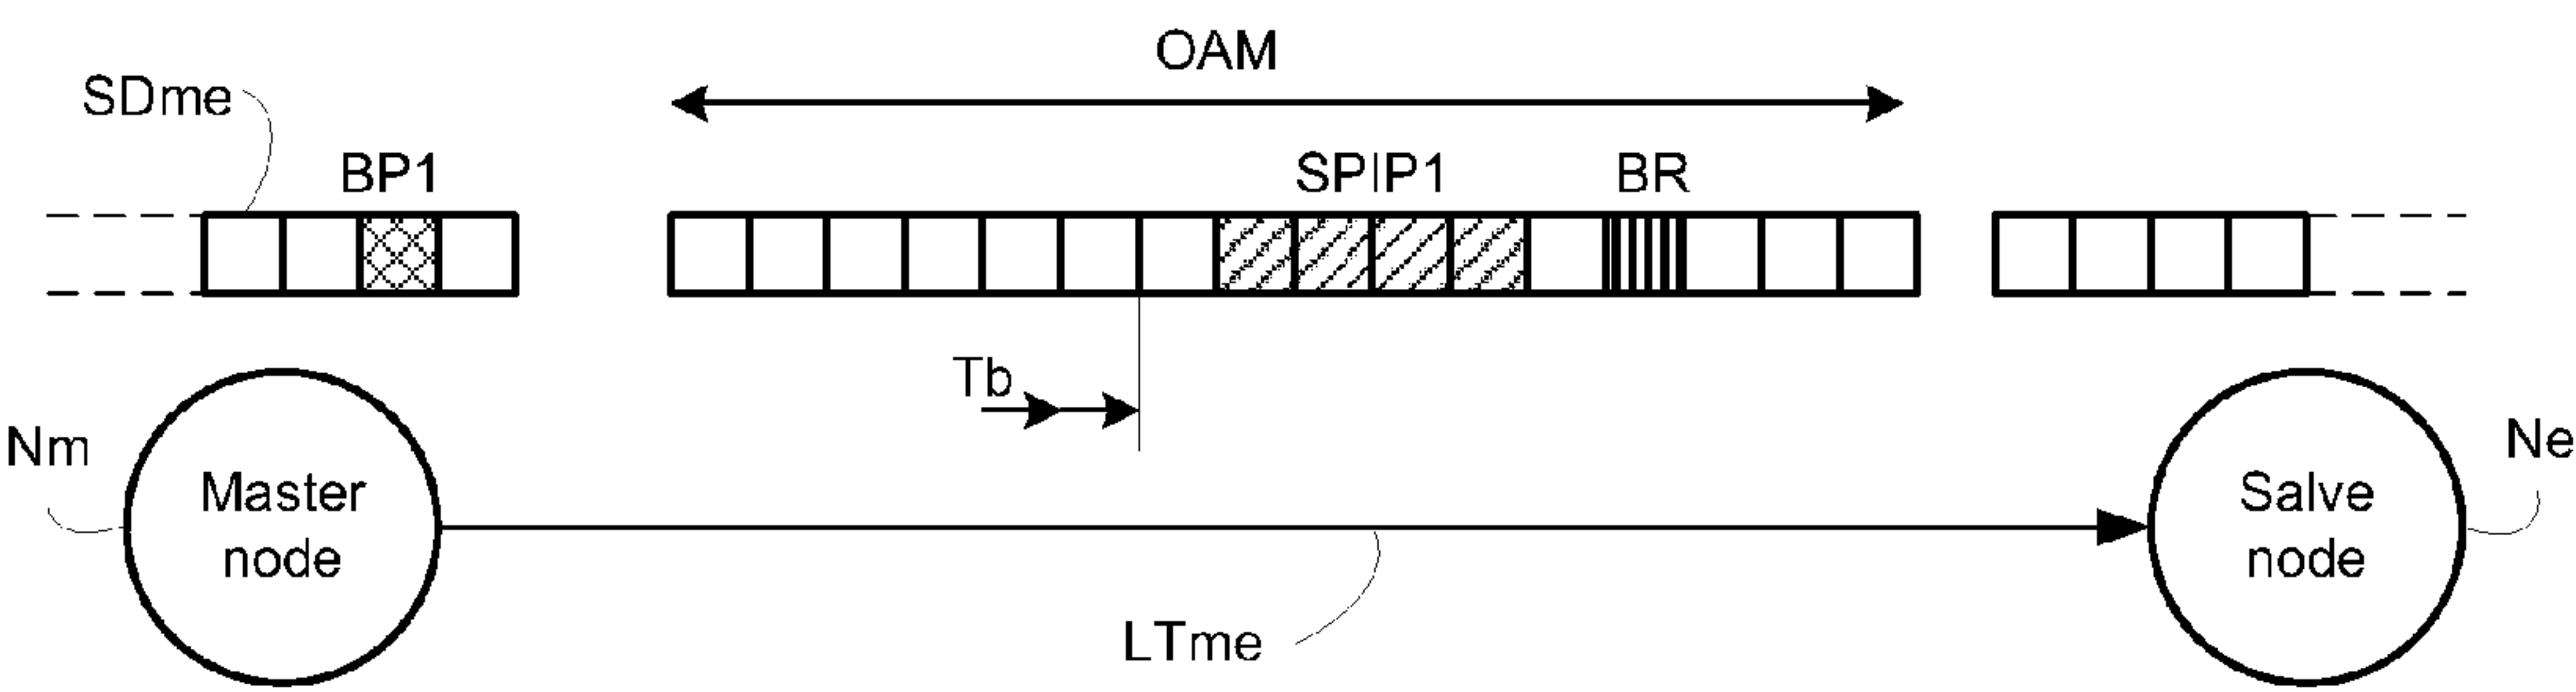 OAM
SDme
BP1
SPIP1
BR
Tb
Nm
Ne
Master
node
Salve
node
LTme